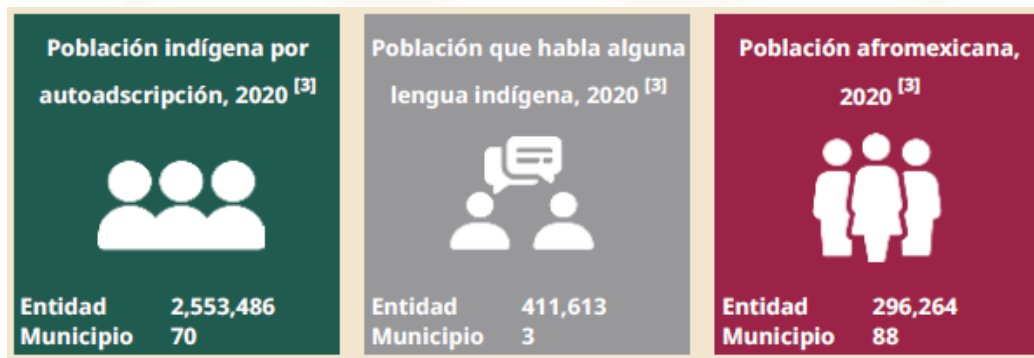 Población indígena por
autoadscripción, 2020 [3]
Entidad 2,553,486
Municipio 70
Población que habla alguna
lengua indígena, 2020 [3]
Entidad 411,613
Municipio 3
Población afromexicana,
2020 [3]
Entidad 296,264
Municipio 88